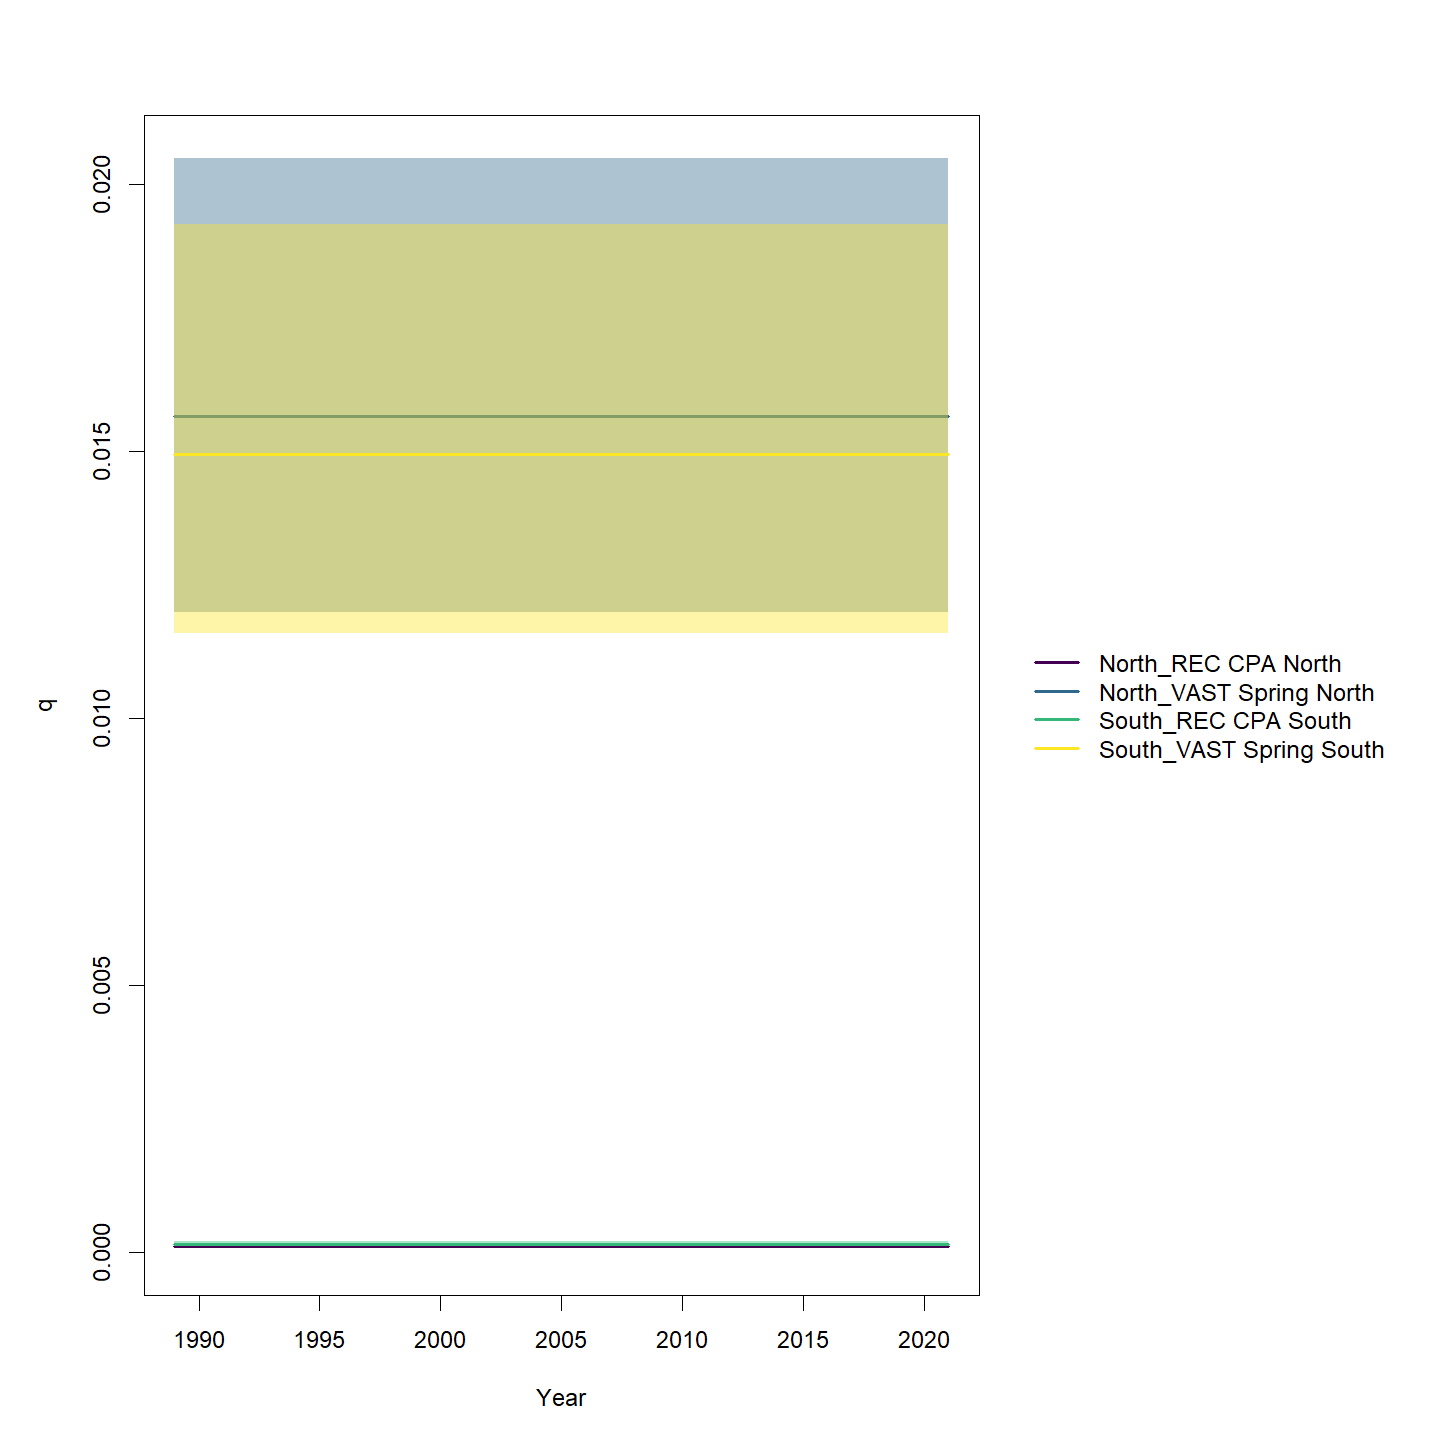 0.020
0.015
0.010
0.005
0.000
q
1990 1995 2000 2005 2010 2015 2020
Year
North_REC CPA North
North_VAST Spring North
South_REC CPA South
South_VAST Spring South